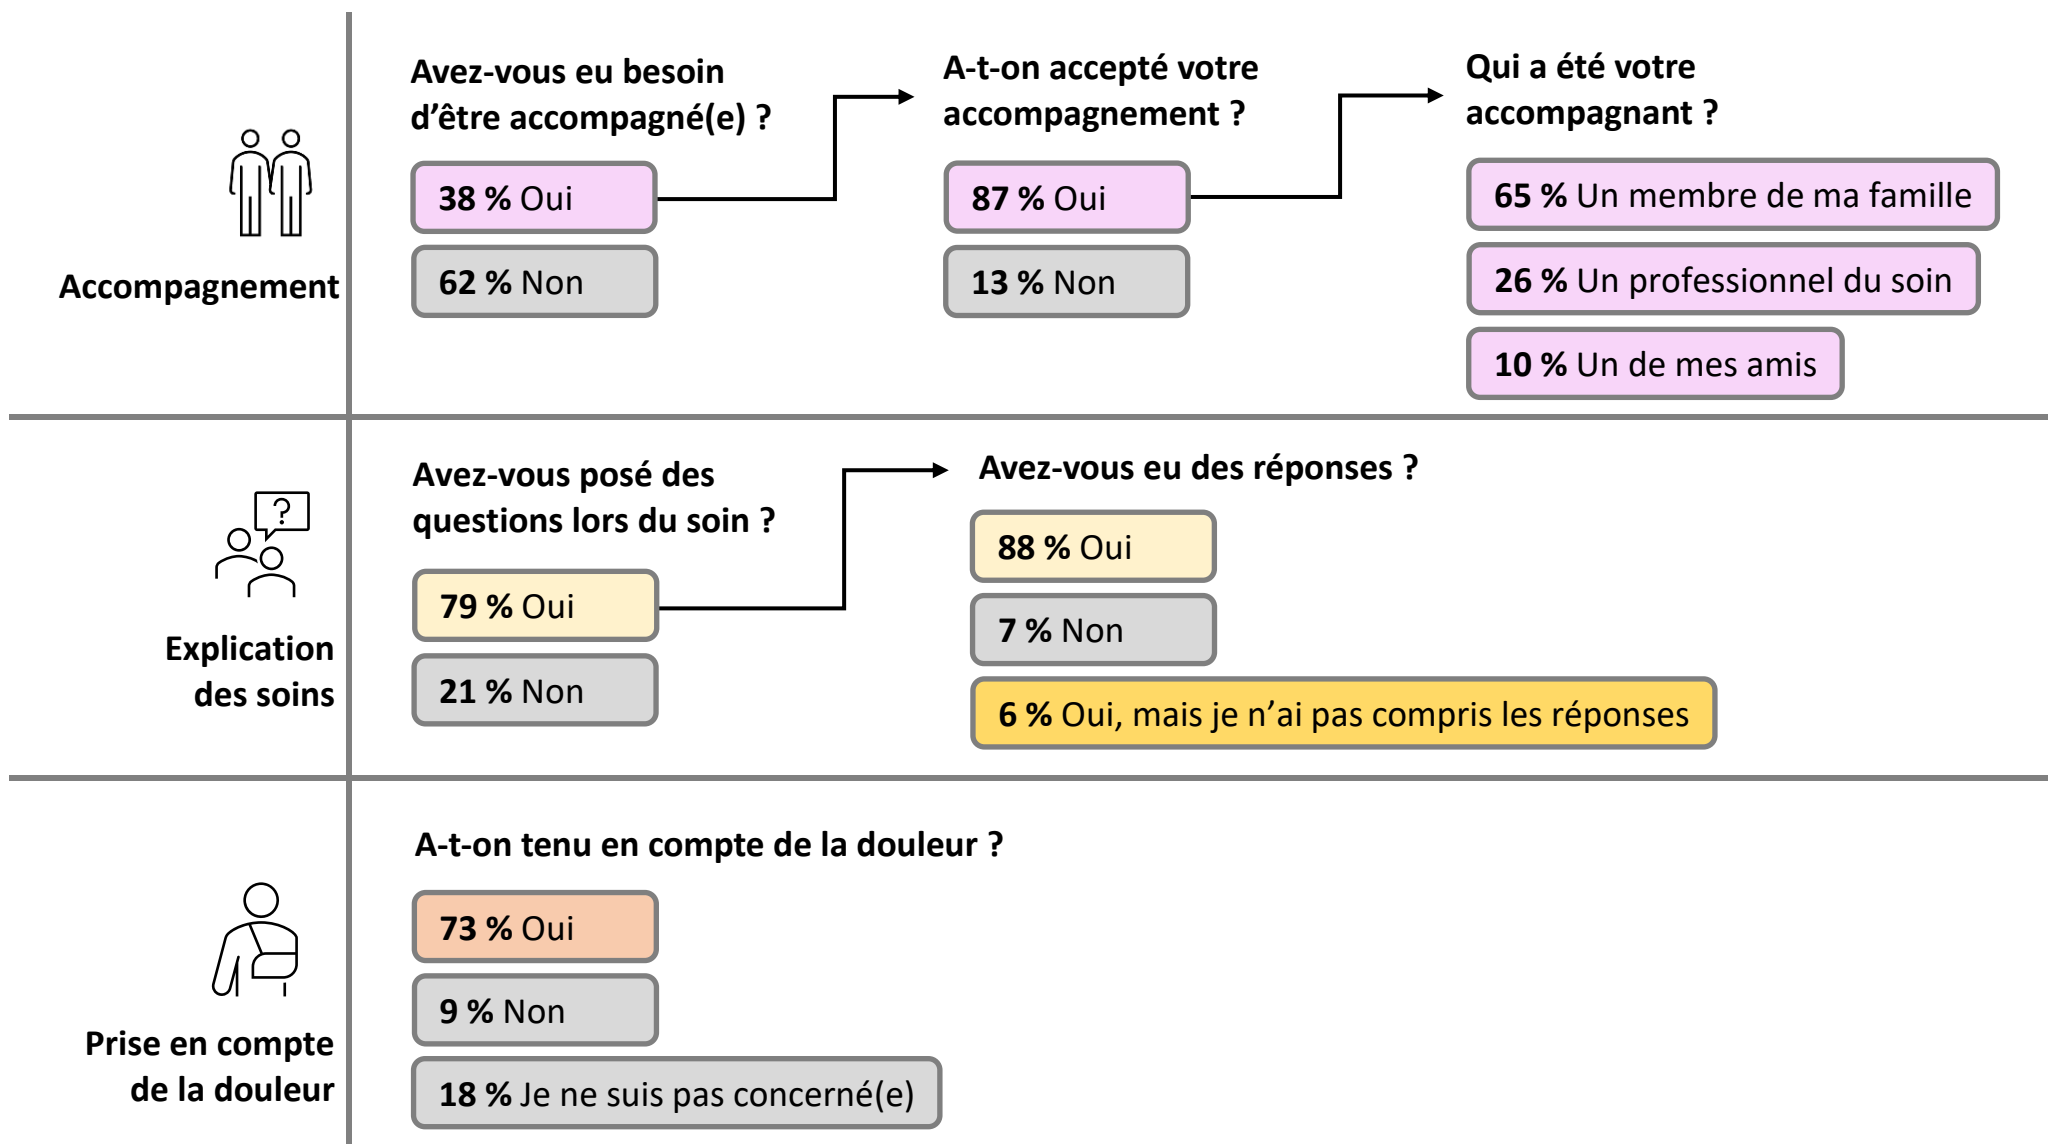 Avez-vous eu besoin
d’être accompagné(e) ?
38 % Oui
62 % Non
A-t-on accepté votre
accompagnement ?
87 % Oui
13 % Non
Qui a été votre
accompagnant ?
65 % Un membre de ma famille
26 % Un professionnel du soin
10 % Un de mes amis
Accompagnement
Avez-vous posé des
questions lors du soin ?
79 % Oui
21 % Non
Avez-vous eu des réponses ?
88 % Oui
7 % Non
6 % Oui, mais je n’ai pas compris les réponses
?
Explication
des soins
A-t-on tenu en compte de la douleur ?
73 % Oui
9 % Non
18 % Je ne suis pas concerné(e)
Prise en compte
de la douleur